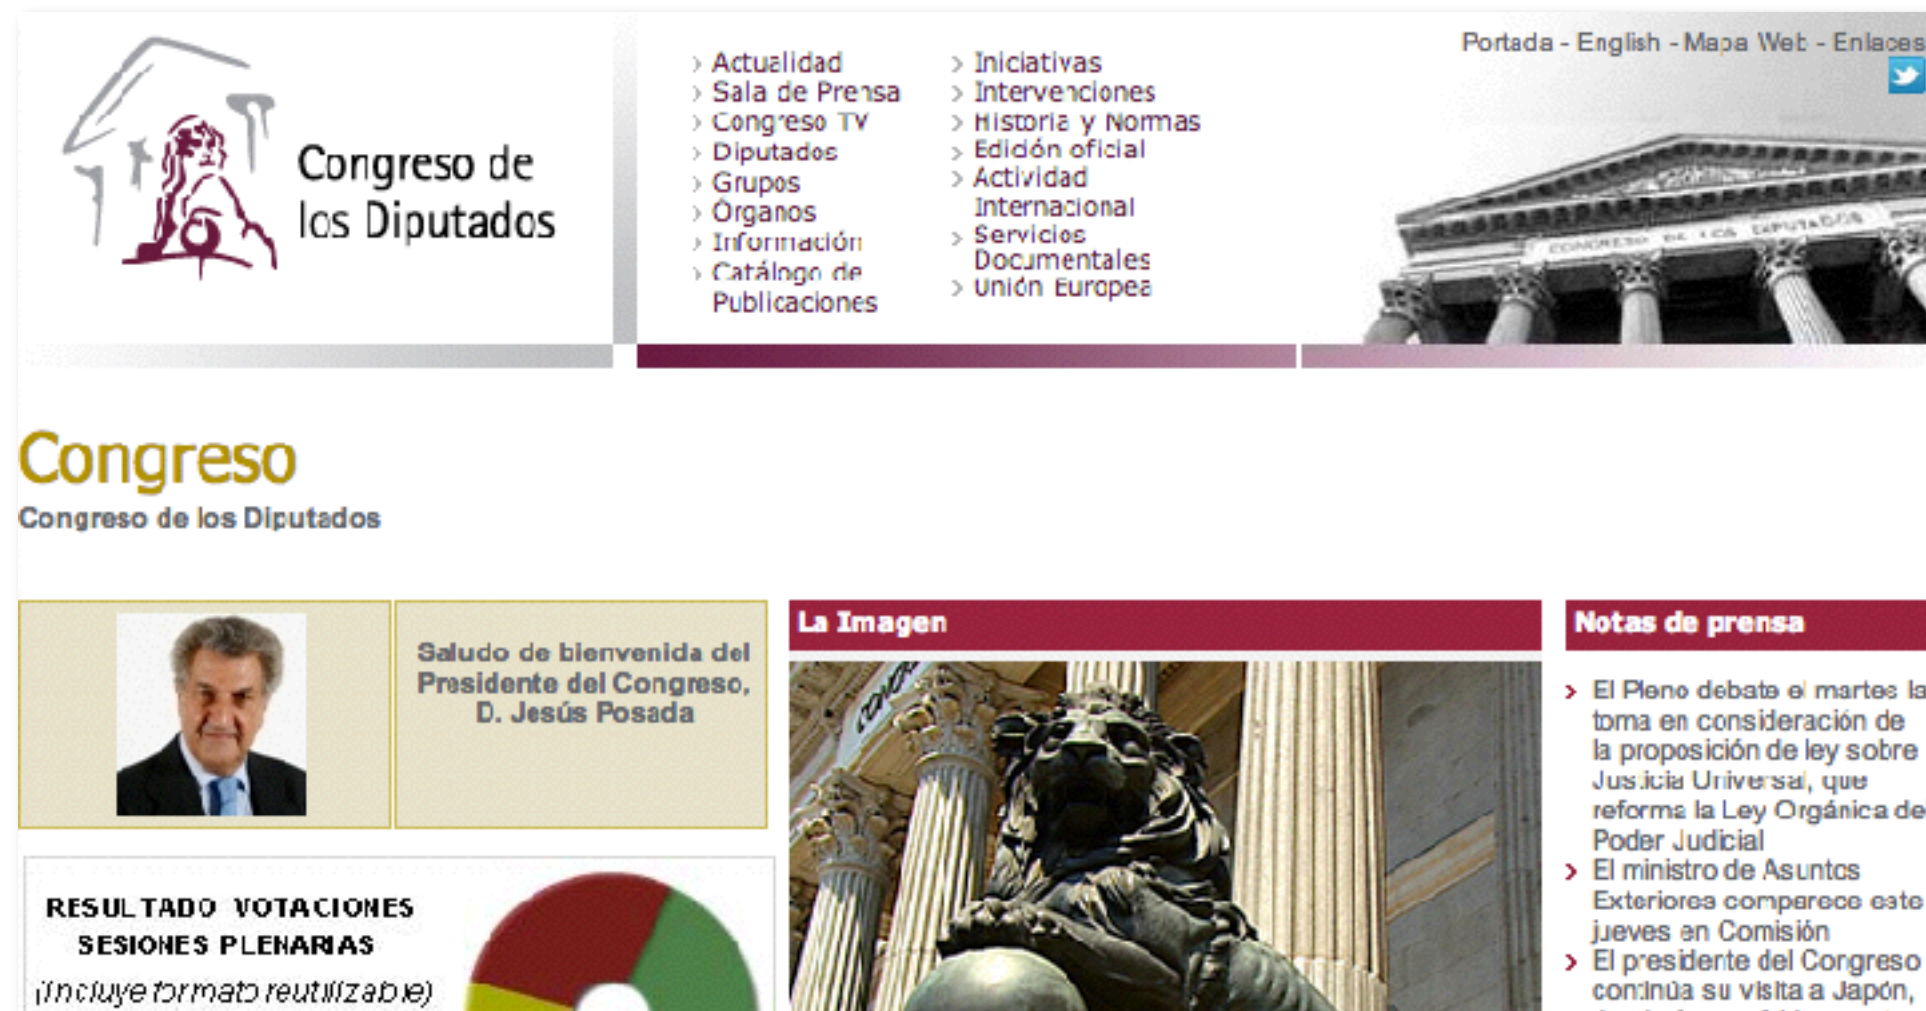 Congreso de
los Diputados
Actualidad
Sala de Prensa
Congreso TV
Diputados
Grupos
Órganos
Información
Catálogo de
Publicaciones
Iniciativas
Intervenciones
Historia y Normas
Edición oficial
Actividad
Internacional
Servicios
Documentales
Unión Europea
Portada - English - Mapa Web - Enlaces
CONGRESO DE LOS DIPUTADOS
Congreso
Congreso de los Diputados
Saludo de bienvenida del
Presidente del Congreso,
D. Jesús Posada
RESULTADO VOTACIONES
SESIONES PLENARIAS
(Incluye formato reutilizable)
La Imagen
Notas de prensa
El Pleno debate el martes la
toma en consideración de
la proposición de ley sobre
Justicia Universal, que
reforma la Ley Orgánica de
Poder Judicial
El ministro de Asuntos
Exteriores comparece este
jueves en Comisión
El presidente del Congreso
continúa su visita a Japón,